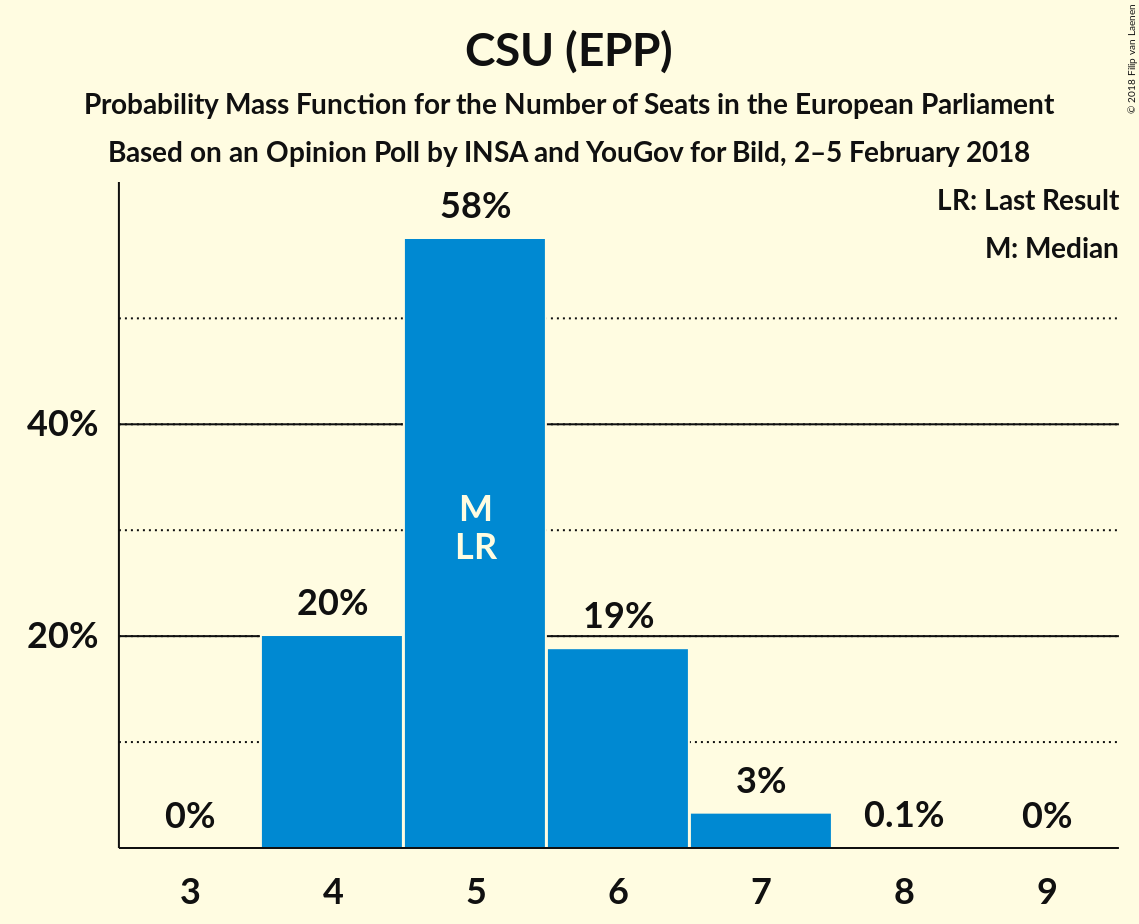 CSU (EPP)
Probability Mass Function for the Number of Seats in the European Parliament
Based on an Opinion Poll by INSA and YouGov for Bild, 2–5 February 2018
© 2018 Filip van Laenen
LR: Last Result
M: Median
58%
40%
M
LR
20%
20%
19%
3%
0%
0.1%
0%
3 4 5 6 7 8 9